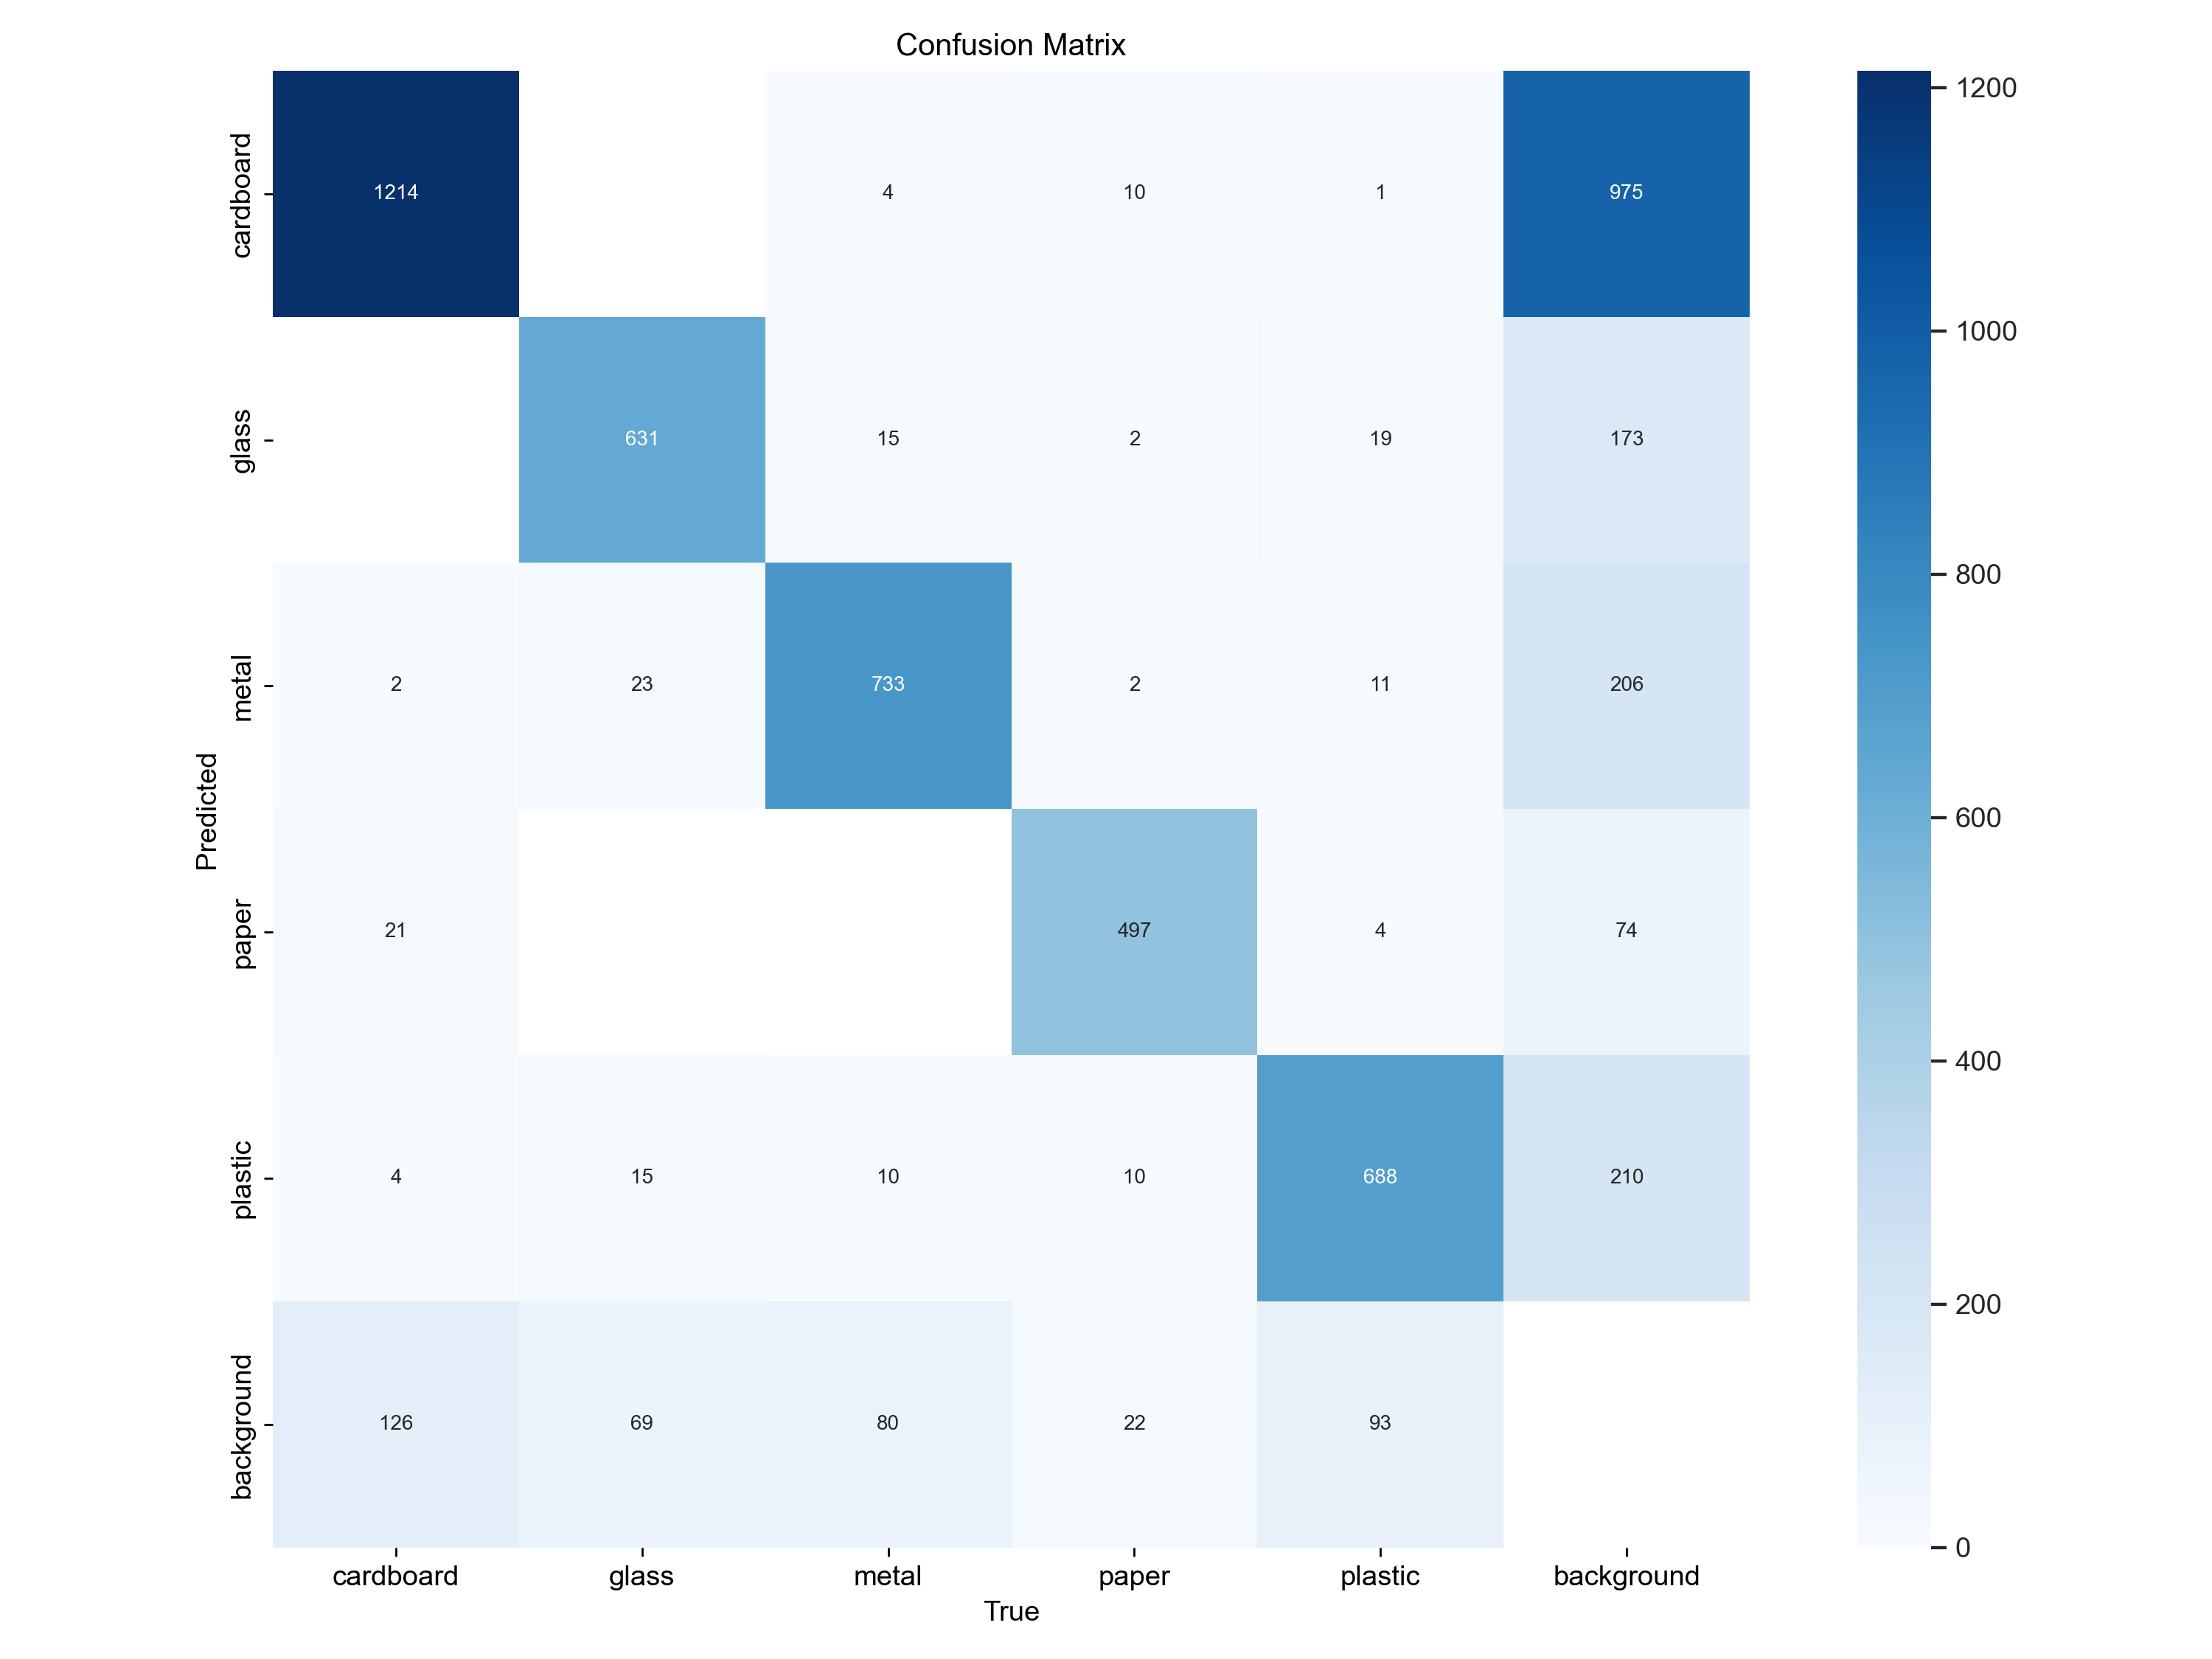 Confusion Matrix
cardboard
1214
4
10
1
975
1200
glass
631
15
2
19
173
1000
metal
2
23
733
2
11
206
800
Predicted
paper
21
497
4
74
600
plastic
4
15
10
10
688
210
400
background
126
69
80
22
93
200
0
cardboard
glass
metal
paper
plastic
background
True